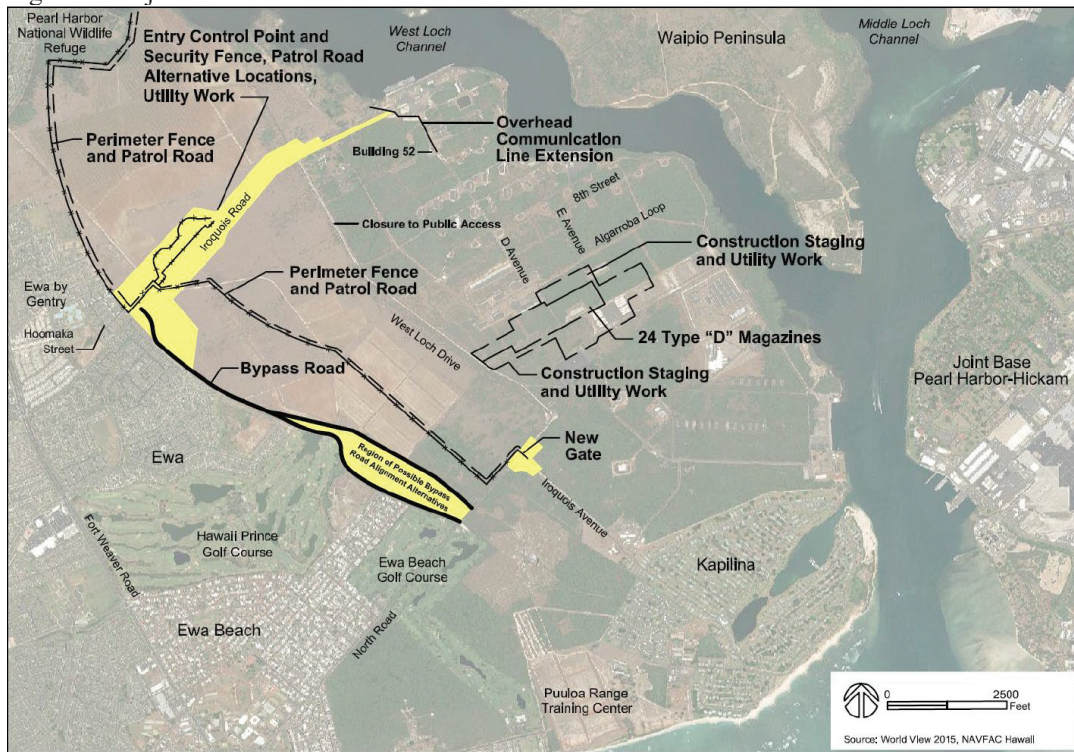 Pearl Harbor
National Wildlife
Refuge
Entry Control Point and
Security Fence, Patrol Road
Alternative Locations,
Utility Work
West Loch
Channel
Waipio Peninsula
Middle Loch
Channel
Perimeter Fence
and Patrol Road
Overhead
Communication
Line Extension
Building 52
Iroquois Road
8th Street
E Avenue
Algarroba Loop
D Avenue
Closure to Public Access
Construction Staging
and Utility Work
Perimeter Fence
and Patrol Road
Ewa by
Gentry
Hoomaka
Street
West Loch Drive
24 Type "D" Magazines
Construction Staging
and Utility Work
Joint Base
Pearl Harbor-Hickam
Bypass Road
New
Gate
Region of Possible Bypass
Road Alignment Alternatives
Ewa
Iroquois Avenue
Fort Weaver Road
Hawaii Prince
Golf Course
Ewa Beach
Golf Course
Kapilina
Ewa Beach
North Road
Puuloa Range
Training Center
0 2500
Feet
Source: World View 2015, NAVFAC Hawaii